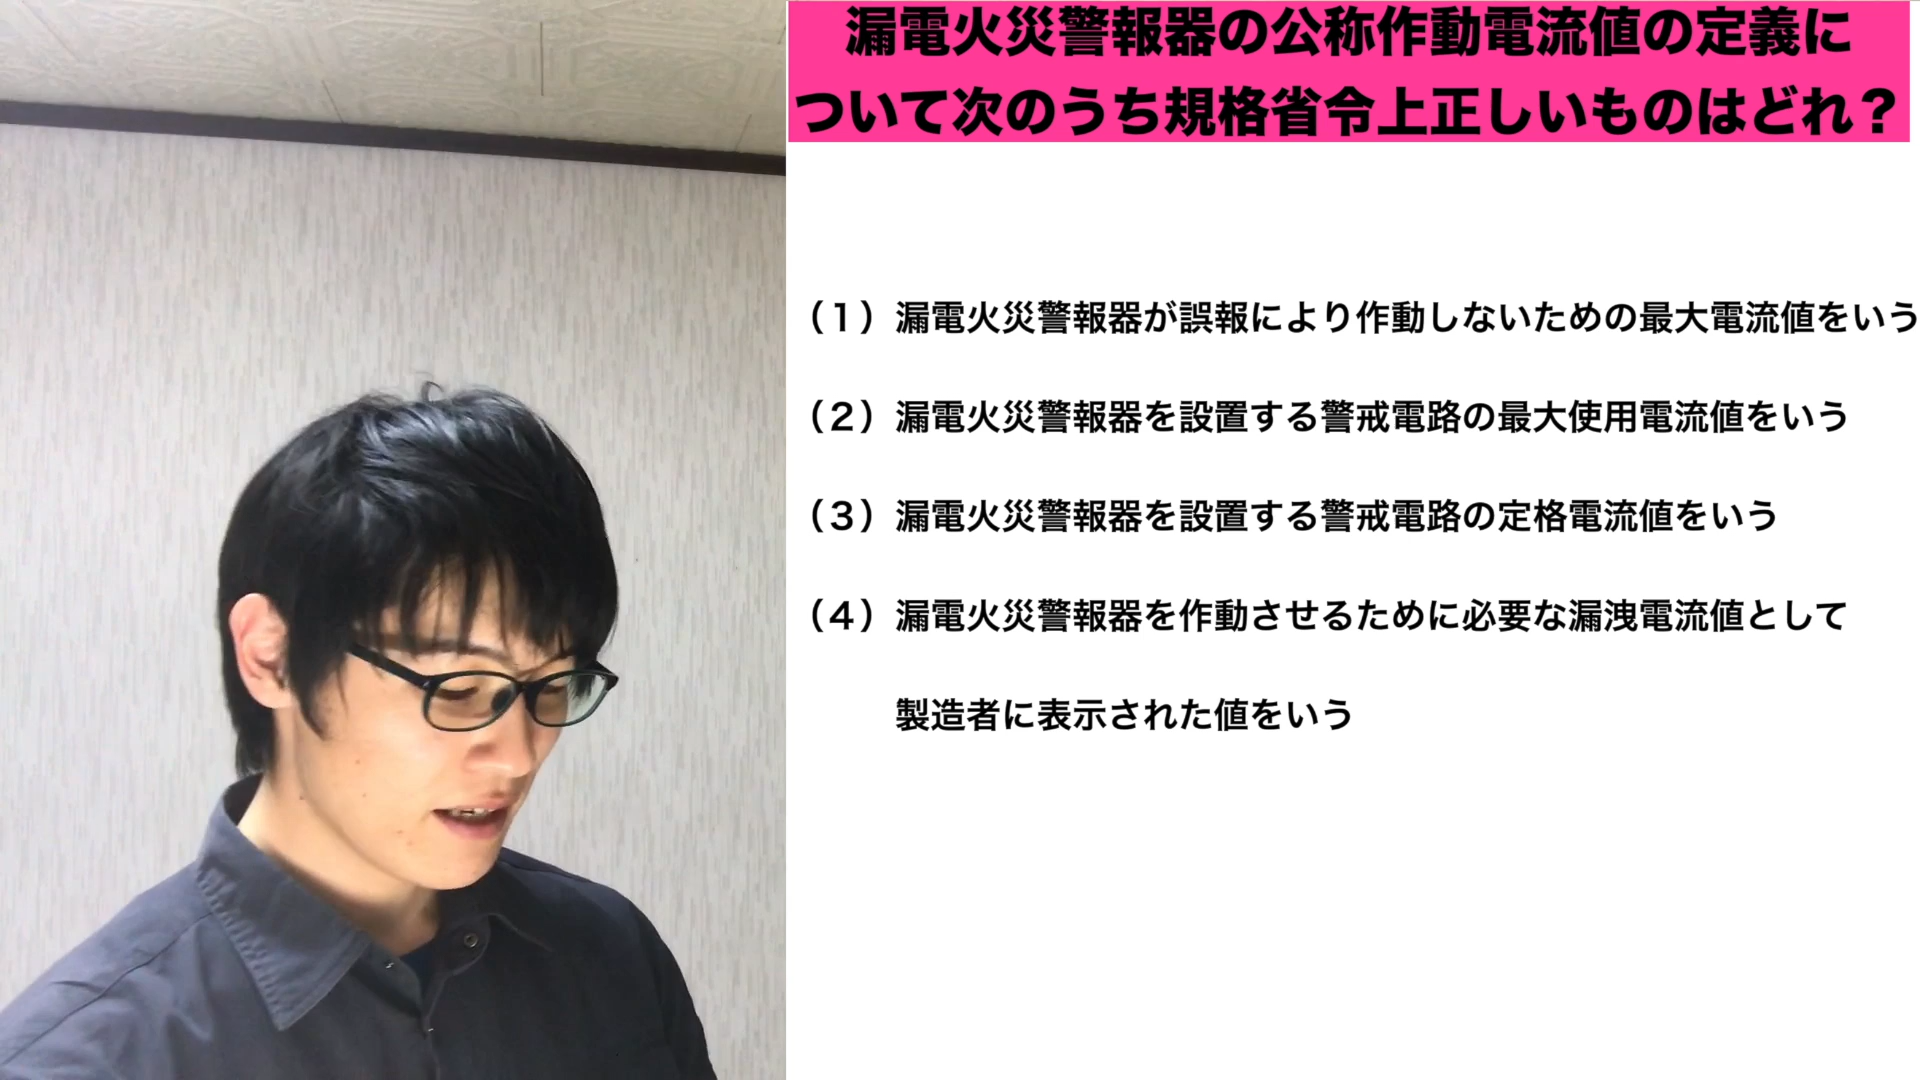 漏電火災警報器の公称作動電流値の定義に
ついて次のうち規格省令上正しいものはどれ？
（１）漏電火災警報器が誤報により作動しないための最大電流値をいう
（２）漏電火災警報器を設置する警戒電路の最大使用電流値をいう
（３）漏電火災警報器を設置する警戒電路の定格電流値をいう
（４）漏電火災警報器を作動させるために必要な漏洩電流値として
製造者に表示された値をいう